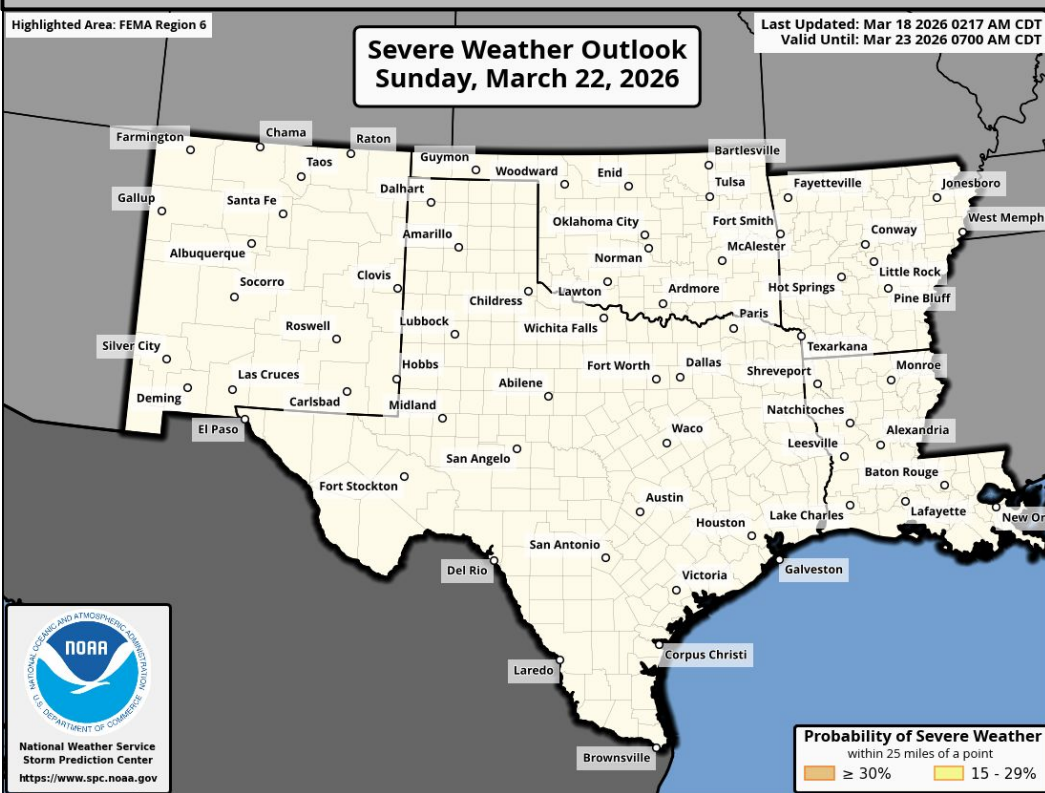 Highlighted Area: FEMA Region 6
Severe Weather Outlook
Sunday, March 22, 2026
Last Updated: Mar 18 2026 0217 AM CDT
Valid Until: Mar 23 2026 0700 AM CDT
Farmington
Chama
Raton
Taos
Guymon
Woodward
Enid
Bartlesville
Tulsa
Fayetteville
Jonesboro
Gallup
Santa Fe
Dalhart
Oklahoma City
Fort Smith
West Memph
Albuquerque
Amarillo
Norman
McAlester
Conway
Socorro
Clovis
Childress
Lawton
Ardmore
Hot Springs
Little Rock
Pine Bluff
Roswell
Lubbock
Wichita Falls
Paris
Texarkana
Silver City
Las Cruces
Hobbs
Fort Worth
Dallas
Shreveport
Monroe
Deming
Carlsbad
Midland
Abilene
Natchitoches
El Paso
Waco
Leesville
Alexandria
San Angelo
Fort Stockton
Baton Rouge
Austin
Houston
Lake Charles
Lafayette
New Or
Del Rio
San Antonio
Victoria
Galveston
Laredo
Corpus Christi
Brownsville
NATIONAL OCEANIC AND ATMOSPHERIC ADMINISTRATION
NOAA
U.S. DEPARTMENT OF COMMERCE
National Weather Service
Storm Prediction Center
https://www.spc.noaa.gov
Probability of Severe Weather
within 25 miles of a point
≥ 30%
15 - 29%